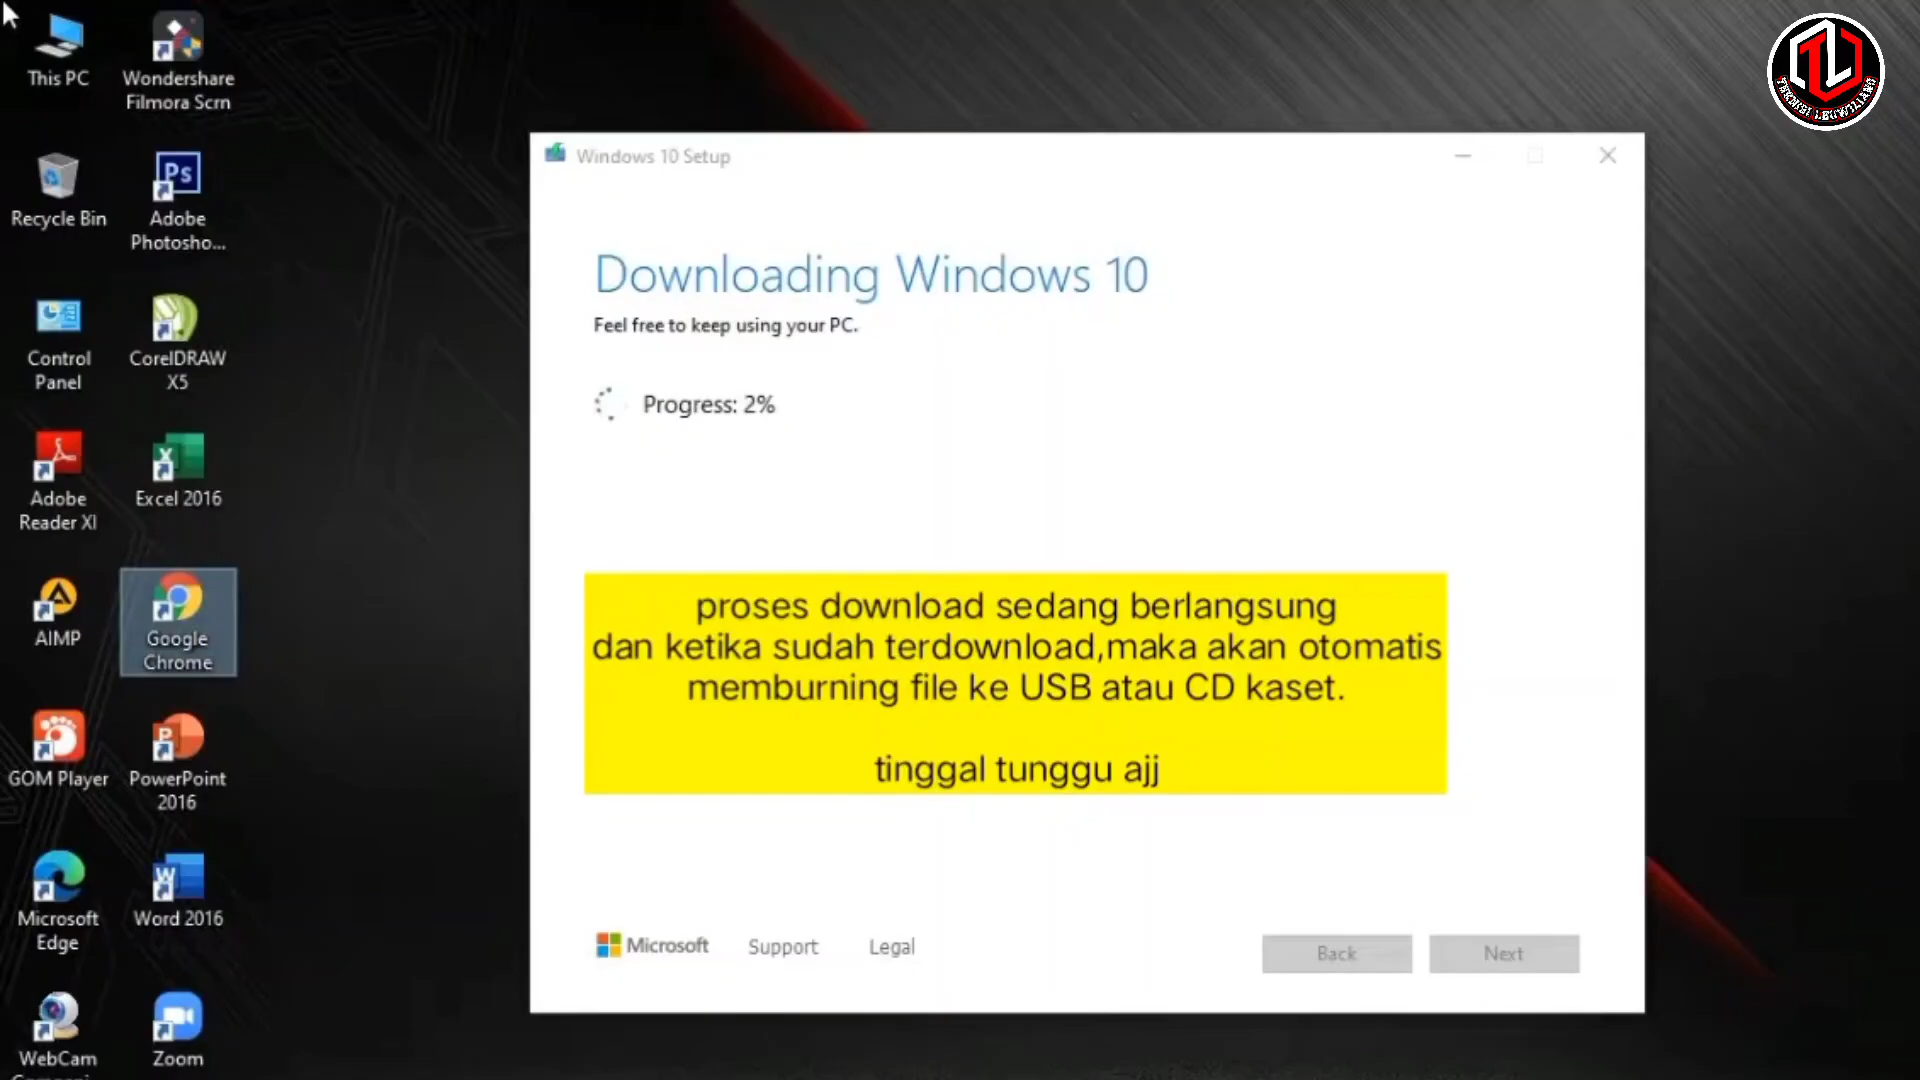 This PC
Wondershare
Filmora Scrn
Recycle Bin
Ps
Adobe
Photosho...
Control
Panel
CorelDRAW
X5
Adobe
Reader XI
Excel 2016
AIMP
Google
Chrome
GOM Player
PowerPoint
2016
Microsoft
Edge
Word 2016
WebCam
Zoom
Windows 10 Setup
Downloading Windows 10
Feel free to keep using your PC.
Progress: 2%
proses download sedang berlangsung
dan ketika sudah terdownload,maka akan otomatis
memburning file ke USB atau CD kaset.
tinggal tunggu ajj
Microsoft
Support
Legal
Back
Next
TEKNISI LEUWILIANG